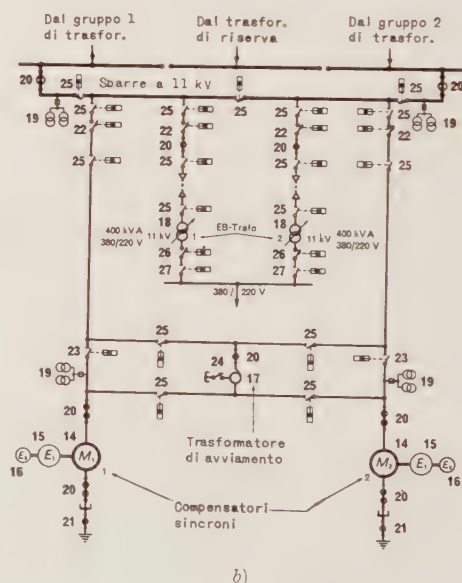 Dal gruppo 1 di trasfor.
Dal trasfor. di riserva
Dal gruppo 2 di trasfor.
20 25 Sbarre a 11 kV 25 25 20
19 25 25 25 25 19
22 22 22 22
20 20
25 25
25 25
400 kVA 380/220 V 11 kV 18 1 EB-Trafo 18 2 11 kV 400 kVA 380/220 V
26 26
27 27
380/220 V
25 25
23 24 20 23
19 17 19
25 25
20 20
Trasformatore di avviamento
16 E₃ 15 E₁ 14 M₁ 1
14 M₂ 2 15 E₁ 16 E₃
20 Compensatori sincroni 20
21 21
b)